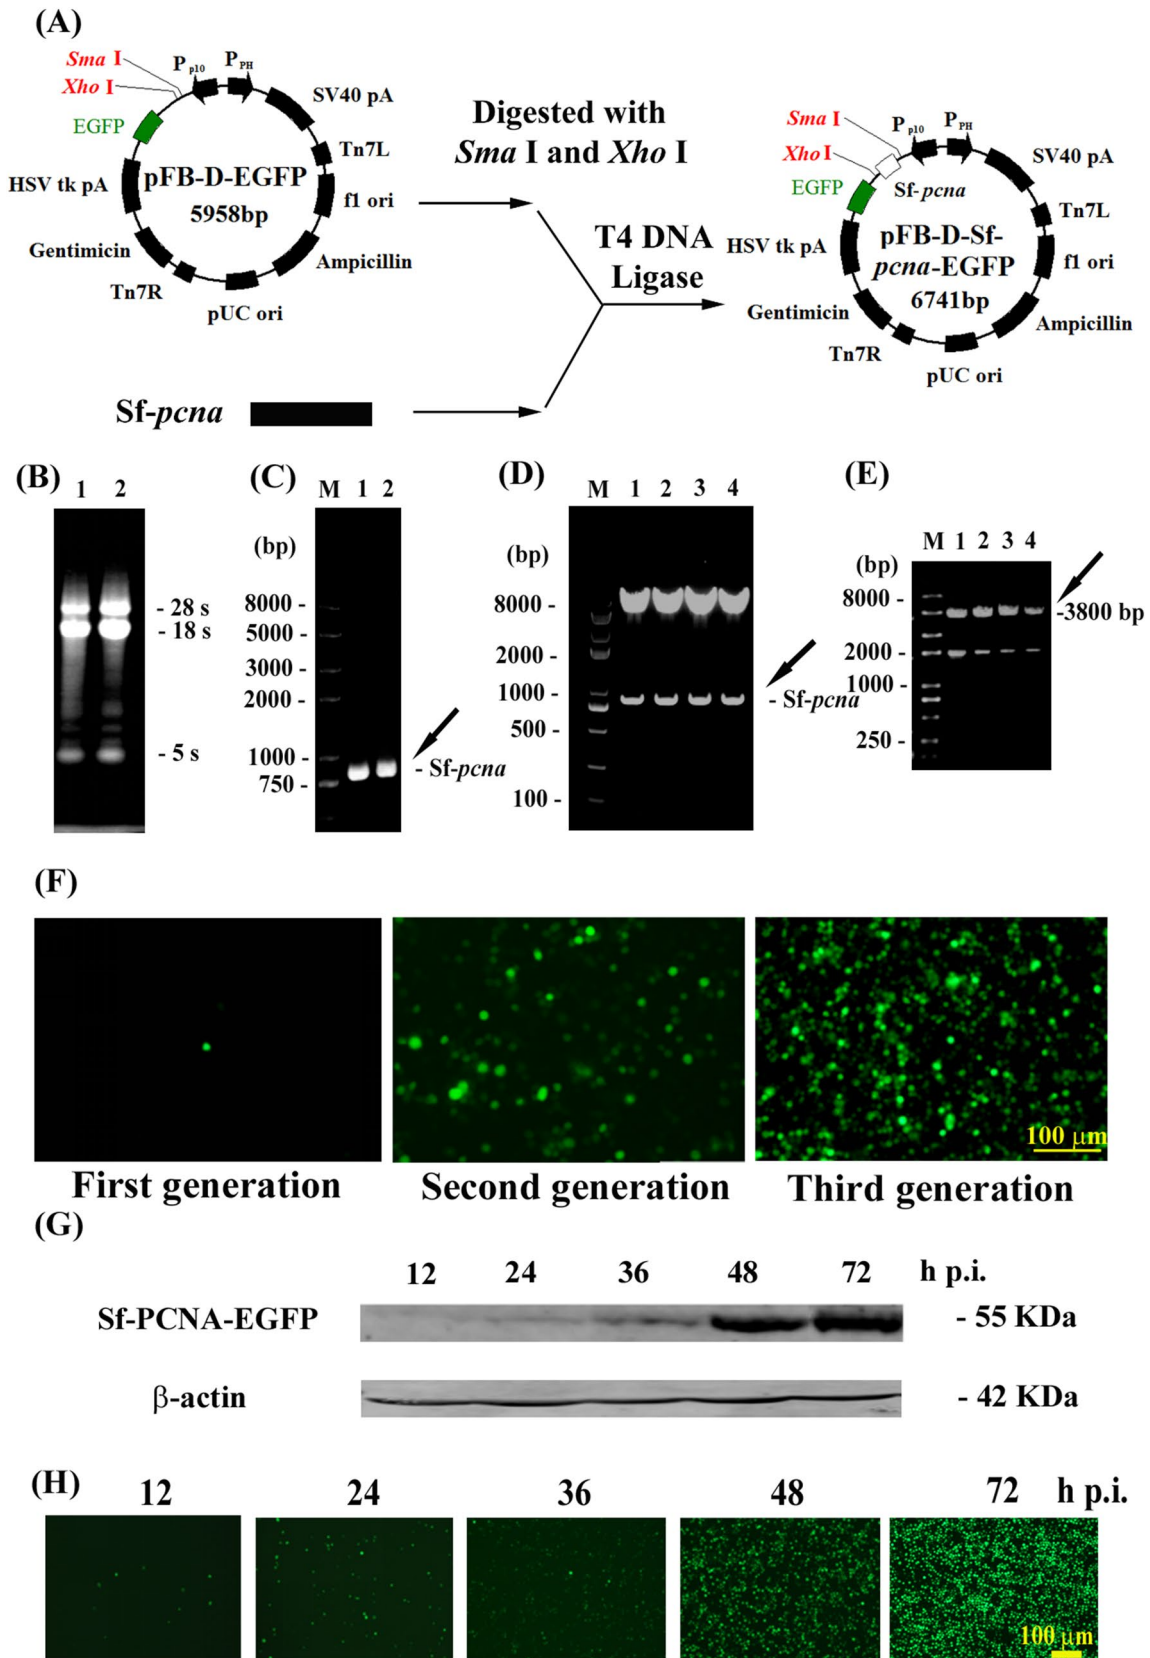 (A)
Sma I
Xho I
EGFP
HSV tk pA
Gentimicin
Tn7R
pUC ori
Ampicillin
f1 ori
Tn7L
SV40 pA
PPH
Pp10
pFB-D-EGFP
5958bp
Digested with
Sma I and Xho I
T4 DNA
Ligase
Sf-pcna
Sma I
Xho I
EGFP
HSV tk pA
Gentimicin
Tn7R
pUC ori
Ampicillin
f1 ori
Tn7L
SV40 pA
PPH
Pp10
Sf-pcna
pFB-D-Sf-
pcna-EGFP
6741bp
(B)
1 2
- 28 s
- 18 s
- 5 s
(C)
M 1 2
(bp)
8000 -
5000 -
3000 -
2000 -
1000 -
750 -
- Sf-pcna
(D)
M 1 2 3 4
(bp)
8000 -
2000 -
1000 -
500 -
100 -
- Sf-pcna
(E)
M 1 2 3 4
(bp)
8000 -
2000 -
1000 -
250 -
-3800 bp
(F)
100 μm
First generation
Second generation
Third generation
(G)
12 24 36 48 72 h p.i.
Sf-PCNA-EGFP
- 55 KDa
β-actin
- 42 KDa
(H)
12 24 36 48 72 h p.i.
100 μm